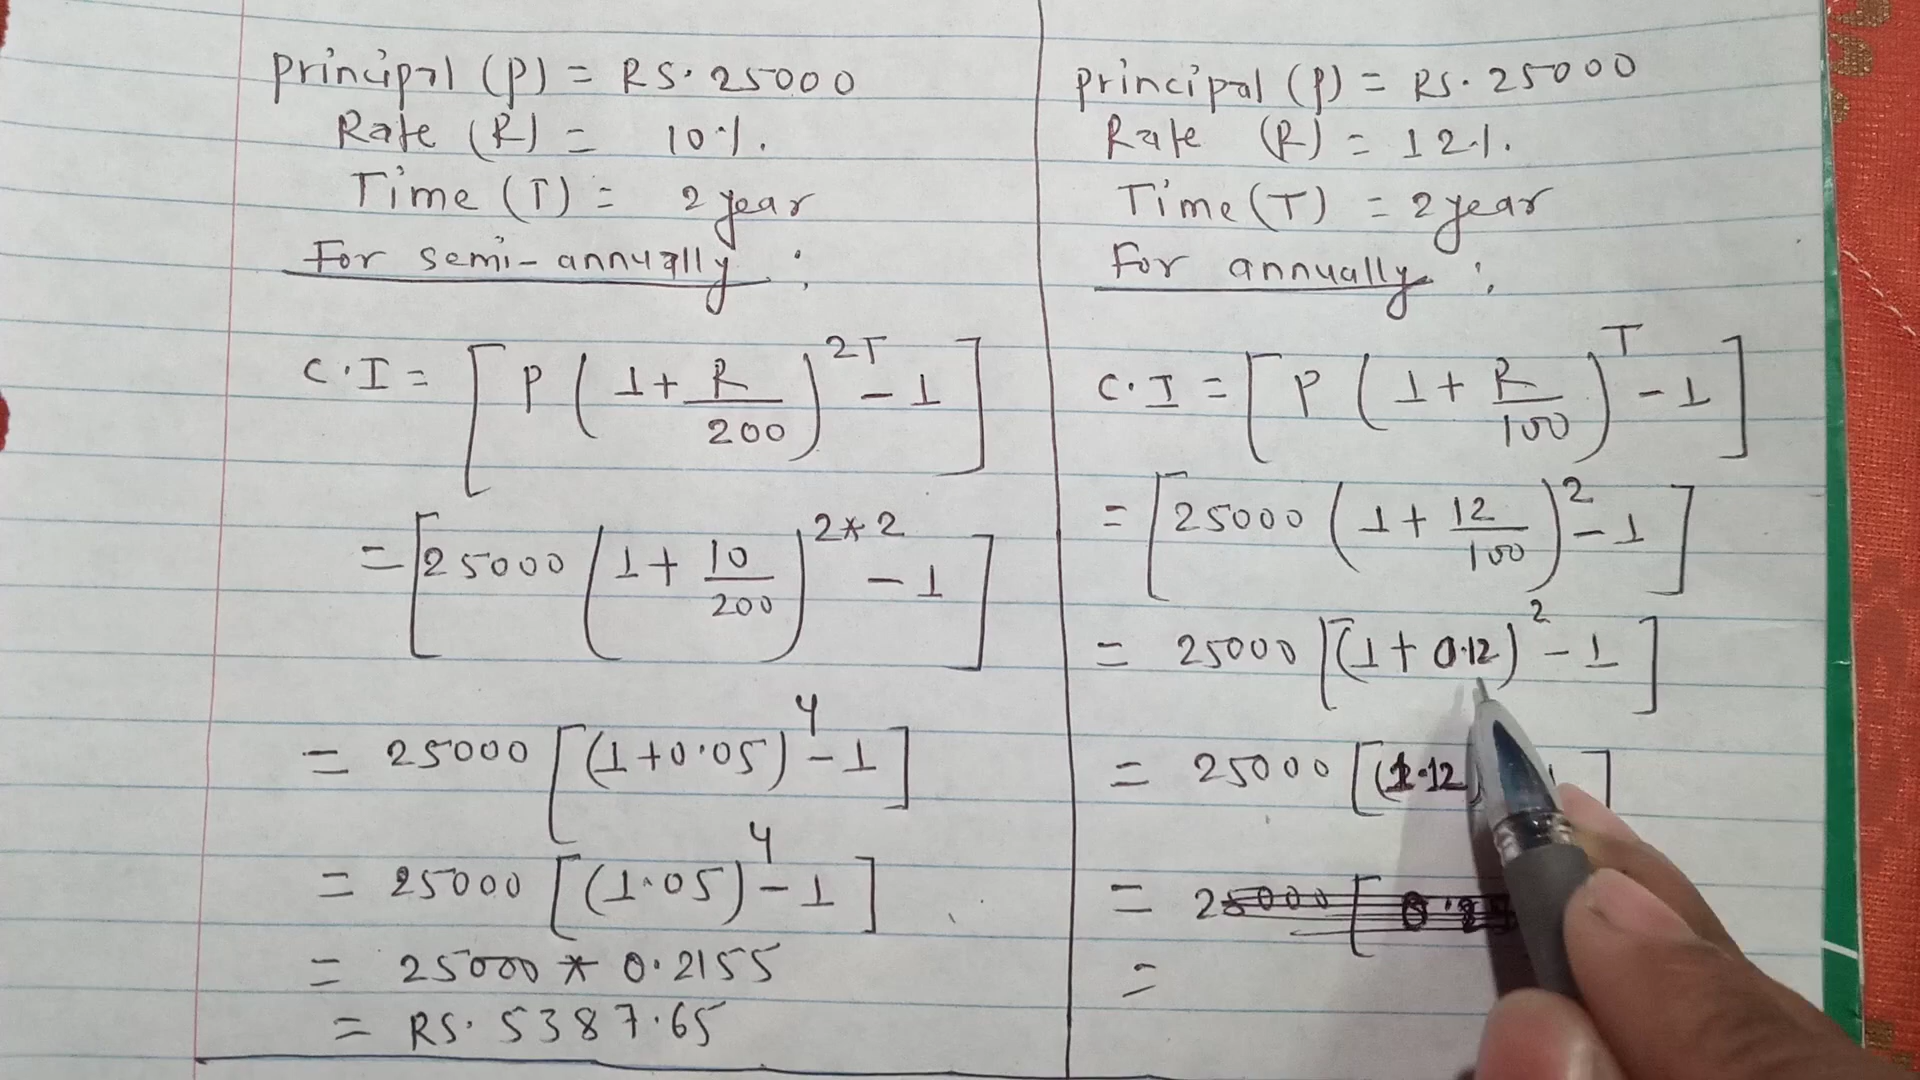 Principal (P) = RS. 25000
Rate (R) = 10%.
Time (T) = 2 year
For semi-annually :
C.I = [P(1+R/200)^2T - 1]
= [25000(1+10/200)^2*2 - 1]
= 25000[(1+0.05)^4 - 1]
= 25000[(1.05)^4 - 1]
= 25000 * 0.2155
= RS. 5387.65
Principal (P) = RS. 25000
Rate (R) = 12%.
Time (T) = 2 year
For annually :
C.I = [P(1+R/100)^T - 1]
= [25000(1+12/100)^2 - 1]
= 25000[(1+0.12)^2 - 1]
= 25000[(1.12) ]
= 25000[
=